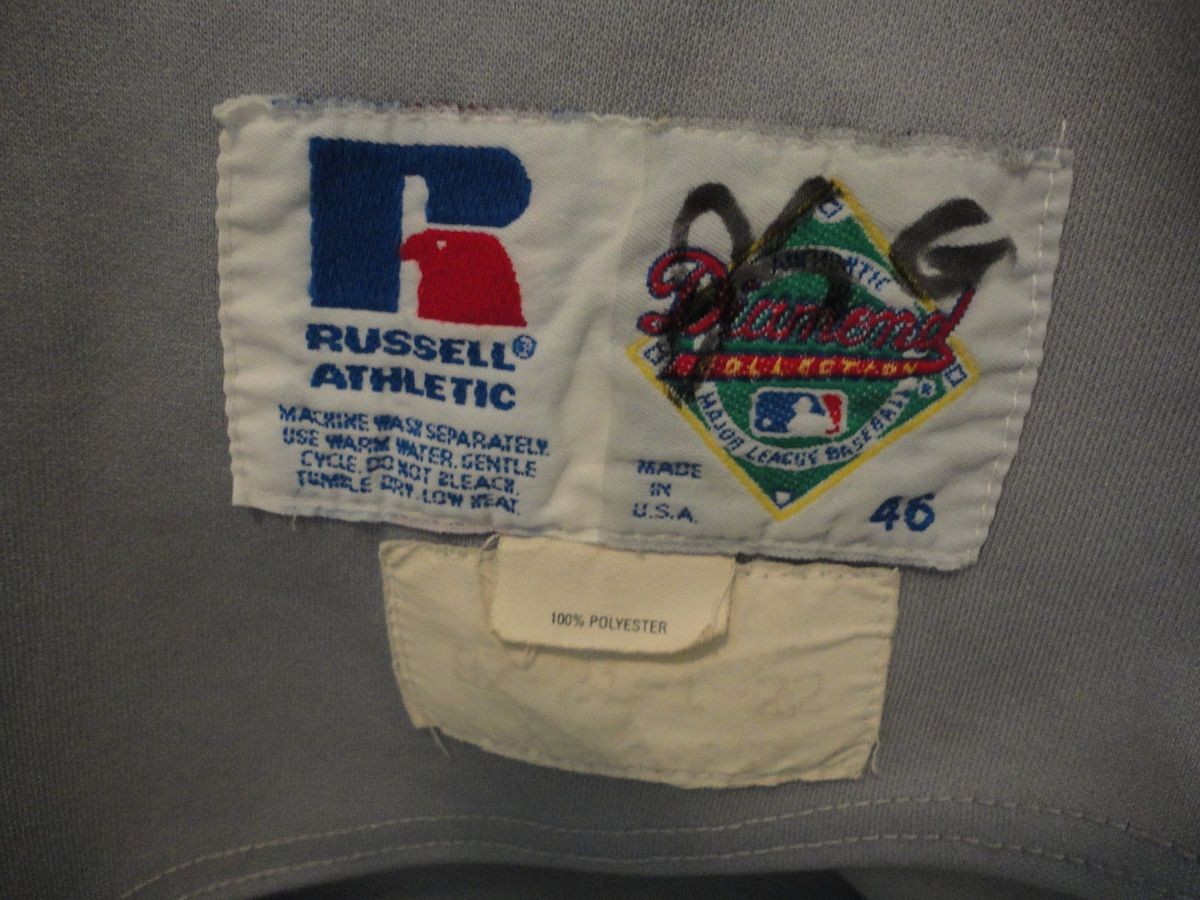 RUSSELL®
ATHLETIC
MACHINE WASH SEPARATELY.
USE WARM WATER. GENTLE
CYCLE. DO NOT BLEACH.
TUMBLE DRY. LOW HEAT.
AUTHENTIC
Diamond
COLLECTION
MAJOR LEAGUE BASEBALL
MADE
IN
U.S.A.
46
100% POLYESTER